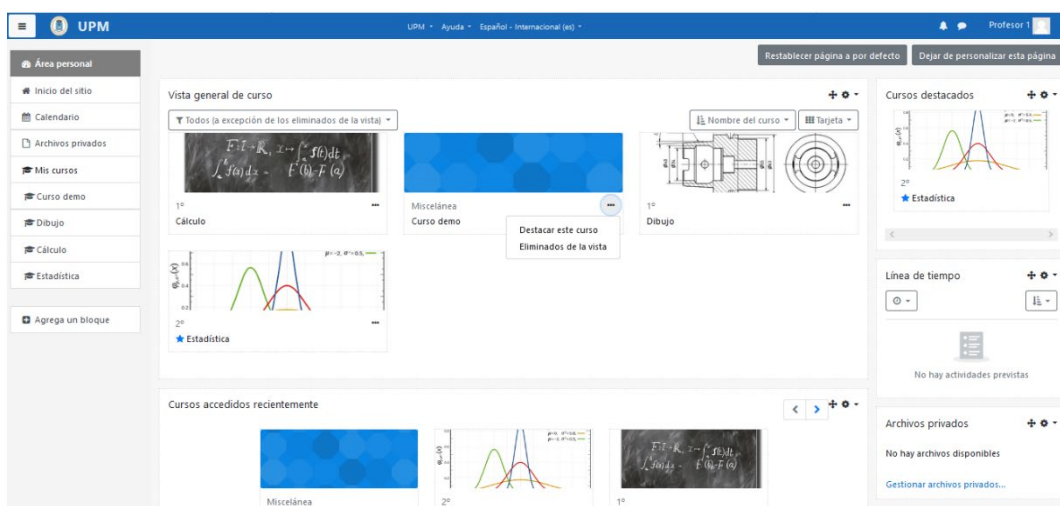 UPM
UPM Ayuda Español - Internacional (es)
Profesor 1
Restablecer página a por defecto
Dejar de personalizar esta página
Área personal
Inicio del sitio
Calendario
Archivos privados
Mis cursos
Curso demo
Dibujo
Cálculo
Estadística
Agrega un bloque
Vista general de curso
Todos (a excepción de los eliminados de la vista)
Nombre del curso
Tarjeta
1º
Cálculo
Miscelánea
Curso demo
Destacar este curso
Eliminados de la vista
1º
Dibujo
2º
Estadística
Cursos accedidos recientemente
Miscelánea
2º
1º
Cursos destacados
2º
Estadística
Línea de tiempo
No hay actividades previstas
Archivos privados
No hay archivos disponibles
Gestionar archivos privados...